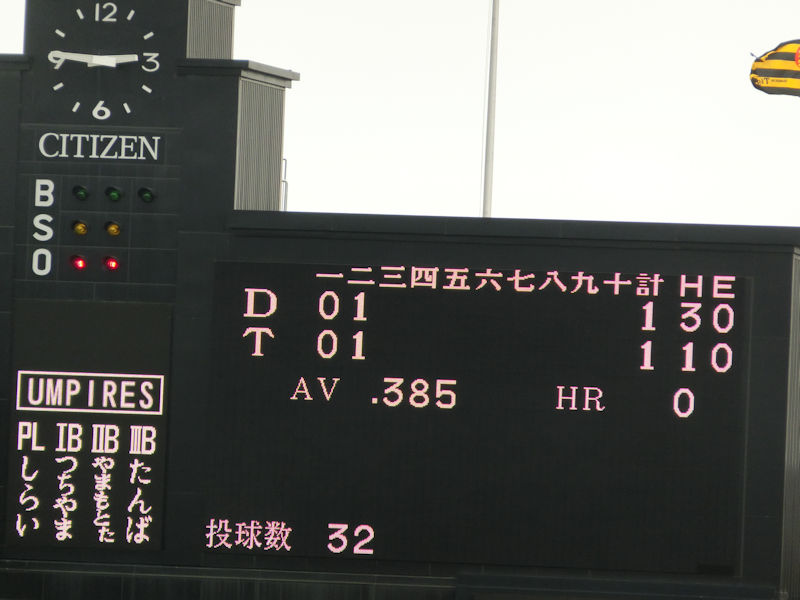 12
9 3
6
CITIZEN
B
S
O
一二三四五六七八九十計 H E
D 0 1 1 3 0
T 0 1 1 1 0
AV .385 HR 0
UMPIRES
PL IB IIB IIIB
しらい
つちやま
やまもとた
たんば
投球数 32